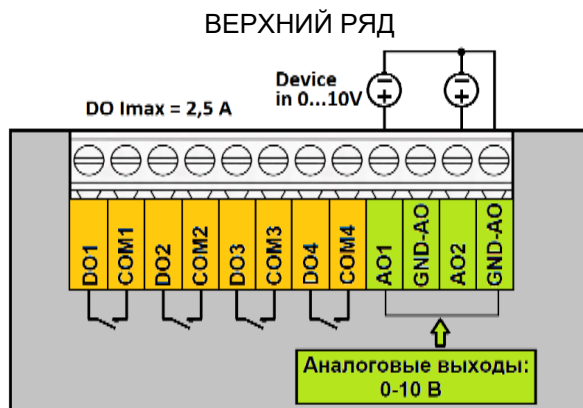 ВЕРХНИЙ РЯД
Device
in 0...10V
DO Imax = 2,5 A
DO1
COM1
DO2
COM2
DO3
COM3
DO4
COM4
AO1
GND-AO
AO2
GND-AO
Аналоговые выходы:
0-10 В